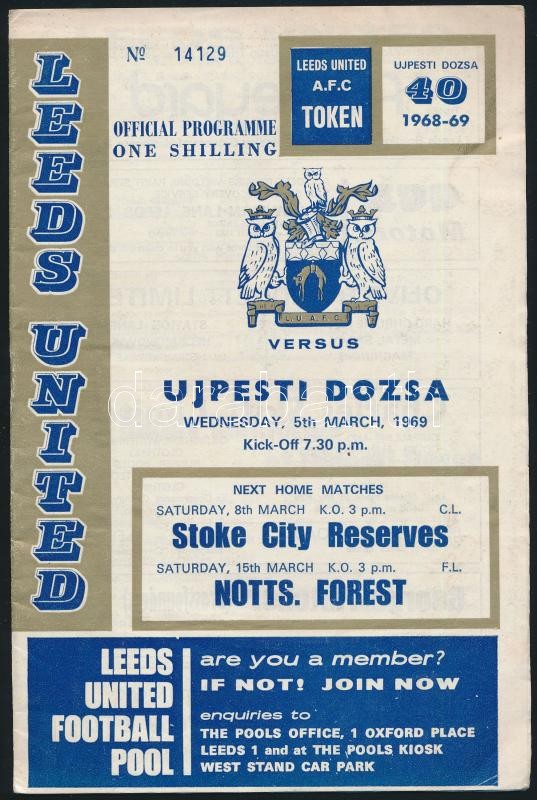 LEEDS UNITED
Nº 14129
OFFICIAL PROGRAMME
ONE SHILLING
LEEDS UNITED
A.F.C
TOKEN
UJPESTI DOZSA
40
1968-69
L.U.A.F.C.
VERSUS
UJPESTI DOZSA
WEDNESDAY, 5th MARCH, 1969
Kick-Off 7.30 p.m.
NEXT HOME MATCHES
SATURDAY, 8th MARCH K.O. 3 p.m. C.L.
Stoke City Reserves
SATURDAY, 15th MARCH K.O. 3 p.m. F.L.
NOTTS. FOREST
LEEDS
UNITED
FOOTBALL
POOL
are you a member?
IF NOT! JOIN NOW
enquiries to
THE POOLS OFFICE, 1 OXFORD PLACE
LEEDS 1 and at THE POOLS KIOSK
WEST STAND CAR PARK
darabanth